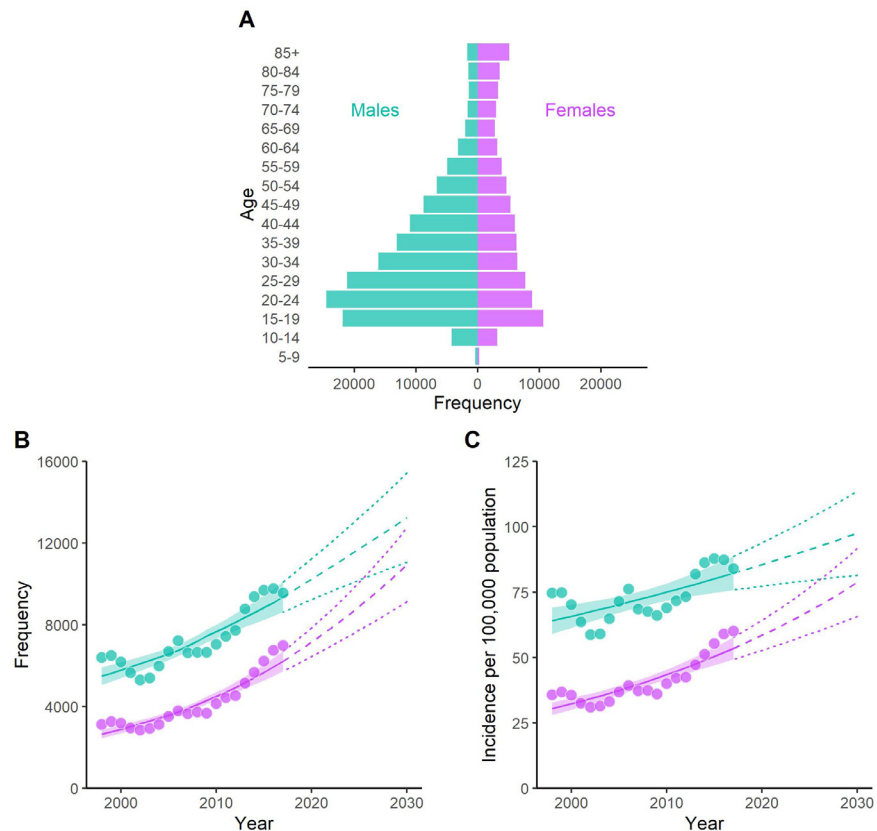 A
85+
80-84
75-79
70-74
65-69
60-64
55-59
50-54
45-49
40-44
35-39
30-34
25-29
20-24
15-19
10-14
5-9
Age
Males
Females
20000 10000 0 10000 20000
Frequency
B
16000
12000
8000
4000
0
Frequency
2000 2010 2020 2030
Year
C
125
100
75
50
25
0
Incidence per 100,000 population
2000 2010 2020 2030
Year